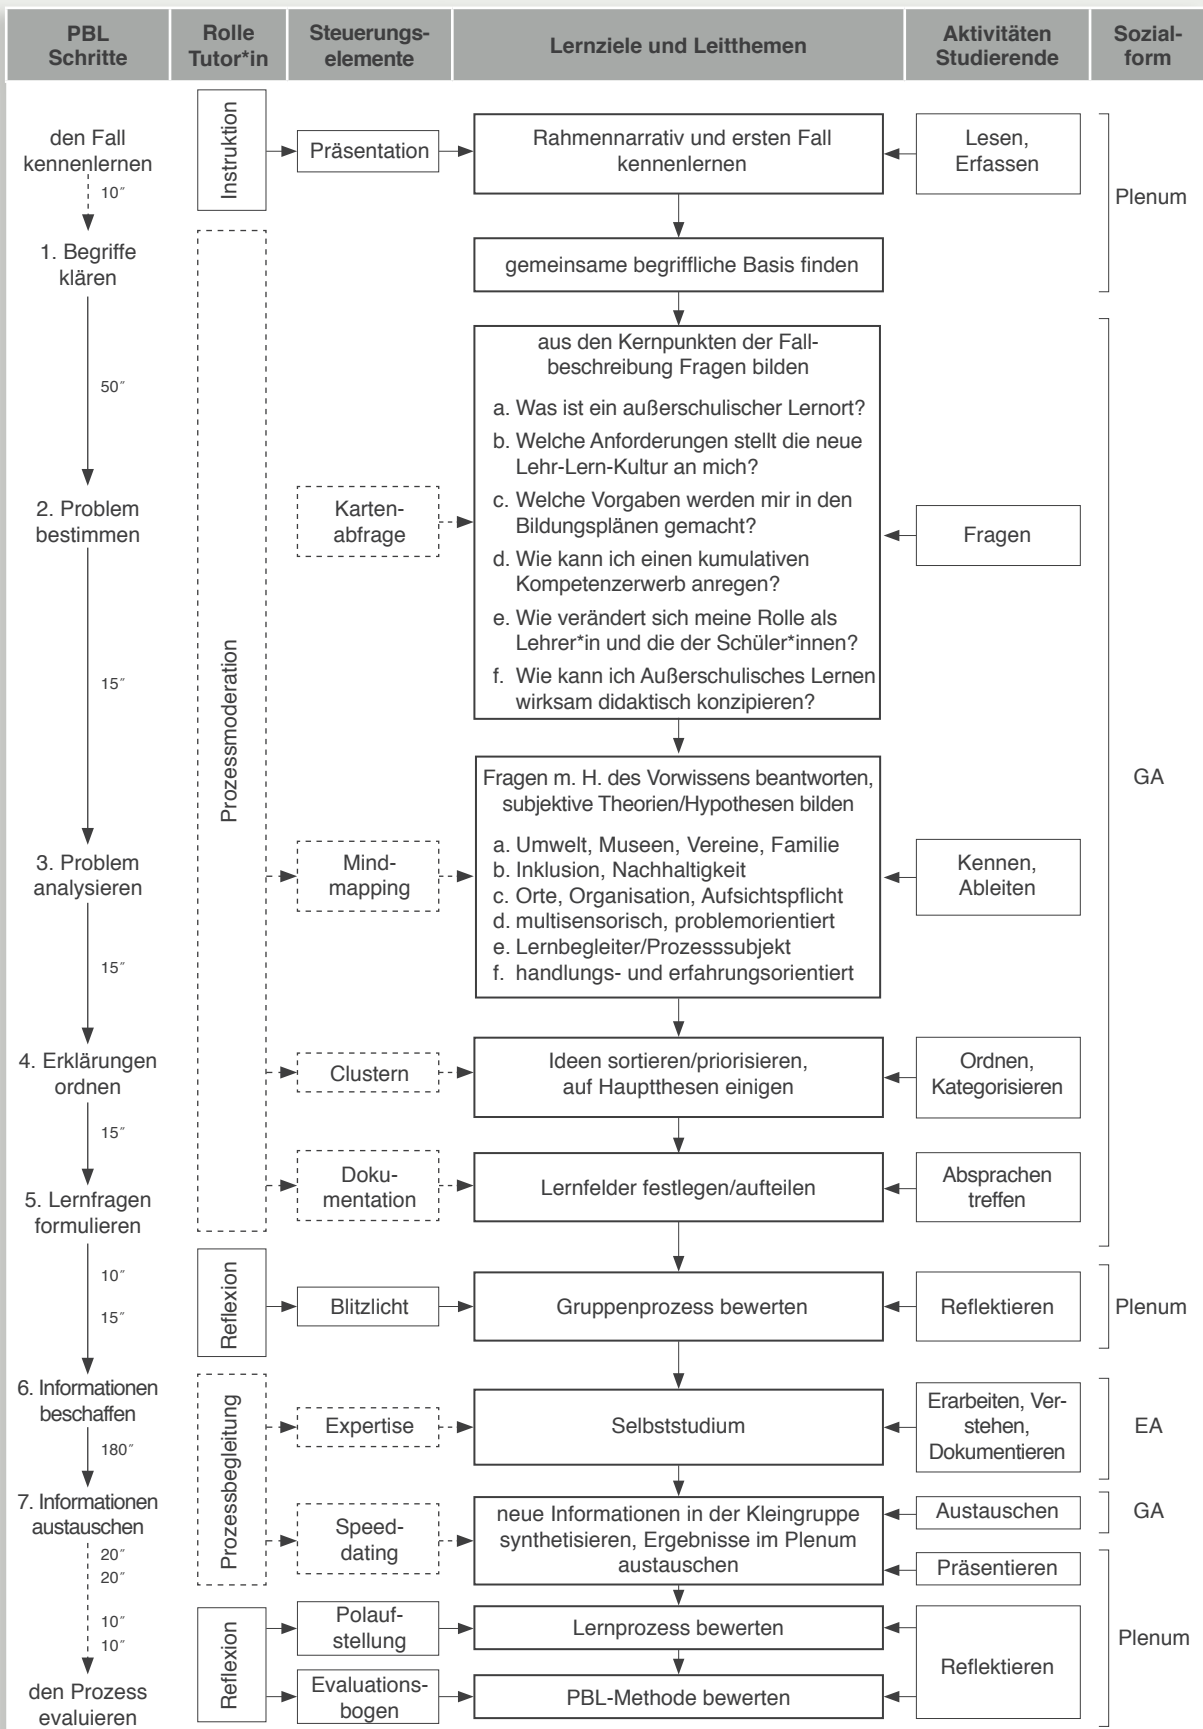 PBL
Schritte
Rolle
Tutor*in
Steuerungs-
elemente
Lernziele und Leitthemen
Aktivitäten
Studierende
Sozial-
form
den Fall
kennenlernen
10″
Instruktion
Präsentation
Rahmennarrativ und ersten Fall
kennenlernen
Lesen,
Erfassen
Plenum
1. Begriffe
klären
gemeinsame begriffliche Basis finden
50″
Prozessmoderation
aus den Kernpunkten der Fall-
beschreibung Fragen bilden
a. Was ist ein außerschulischer Lernort?
b. Welche Anforderungen stellt die neue
Lehr-Lern-Kultur an mich?
c. Welche Vorgaben werden mir in den
Bildungsplänen gemacht?
d. Wie kann ich einen kumulativen
Kompetenzerwerb anregen?
e. Wie verändert sich meine Rolle als
Lehrer*in und die der Schüler*innen?
f. Wie kann ich Außerschulisches Lernen
wirksam didaktisch konzipieren?
2. Problem
bestimmen
Karten-
abfrage
Fragen
15″
GA
Fragen m. H. des Vorwissens beantworten,
subjektive Theorien/Hypothesen bilden
a. Umwelt, Museen, Vereine, Familie
b. Inklusion, Nachhaltigkeit
c. Orte, Organisation, Aufsichtspflicht
d. multisensorisch, problemorientiert
e. Lernbegleiter/Prozesssubjekt
f. handlungs- und erfahrungsorientiert
3. Problem
analysieren
Mind-
mapping
Kennen,
Ableiten
15″
4. Erklärungen
ordnen
Clustern
Ideen sortieren/priorisieren,
auf Hauptthesen einigen
Ordnen,
Kategorisieren
15″
5. Lernfragen
formulieren
Doku-
mentation
Lernfelder festlegen/aufteilen
Absprachen
treffen
10″
15″
Reflexion
Blitzlicht
Gruppenprozess bewerten
Reflektieren
Plenum
6. Informationen
beschaffen
180″
Prozessbegleitung
Expertise
Selbststudium
Erarbeiten, Ver-
stehen,
Dokumentieren
EA
7. Informationen
austauschen
20″
20″
Speed-
dating
neue Informationen in der Kleingruppe
synthetisieren, Ergebnisse im Plenum
austauschen
Austauschen
GA
Präsentieren
10″
10″
Reflexion
Polauf-
stellung
Lernprozess bewerten
Reflektieren
Plenum
den Prozess
evaluieren
Evaluations-
bogen
PBL-Methode bewerten